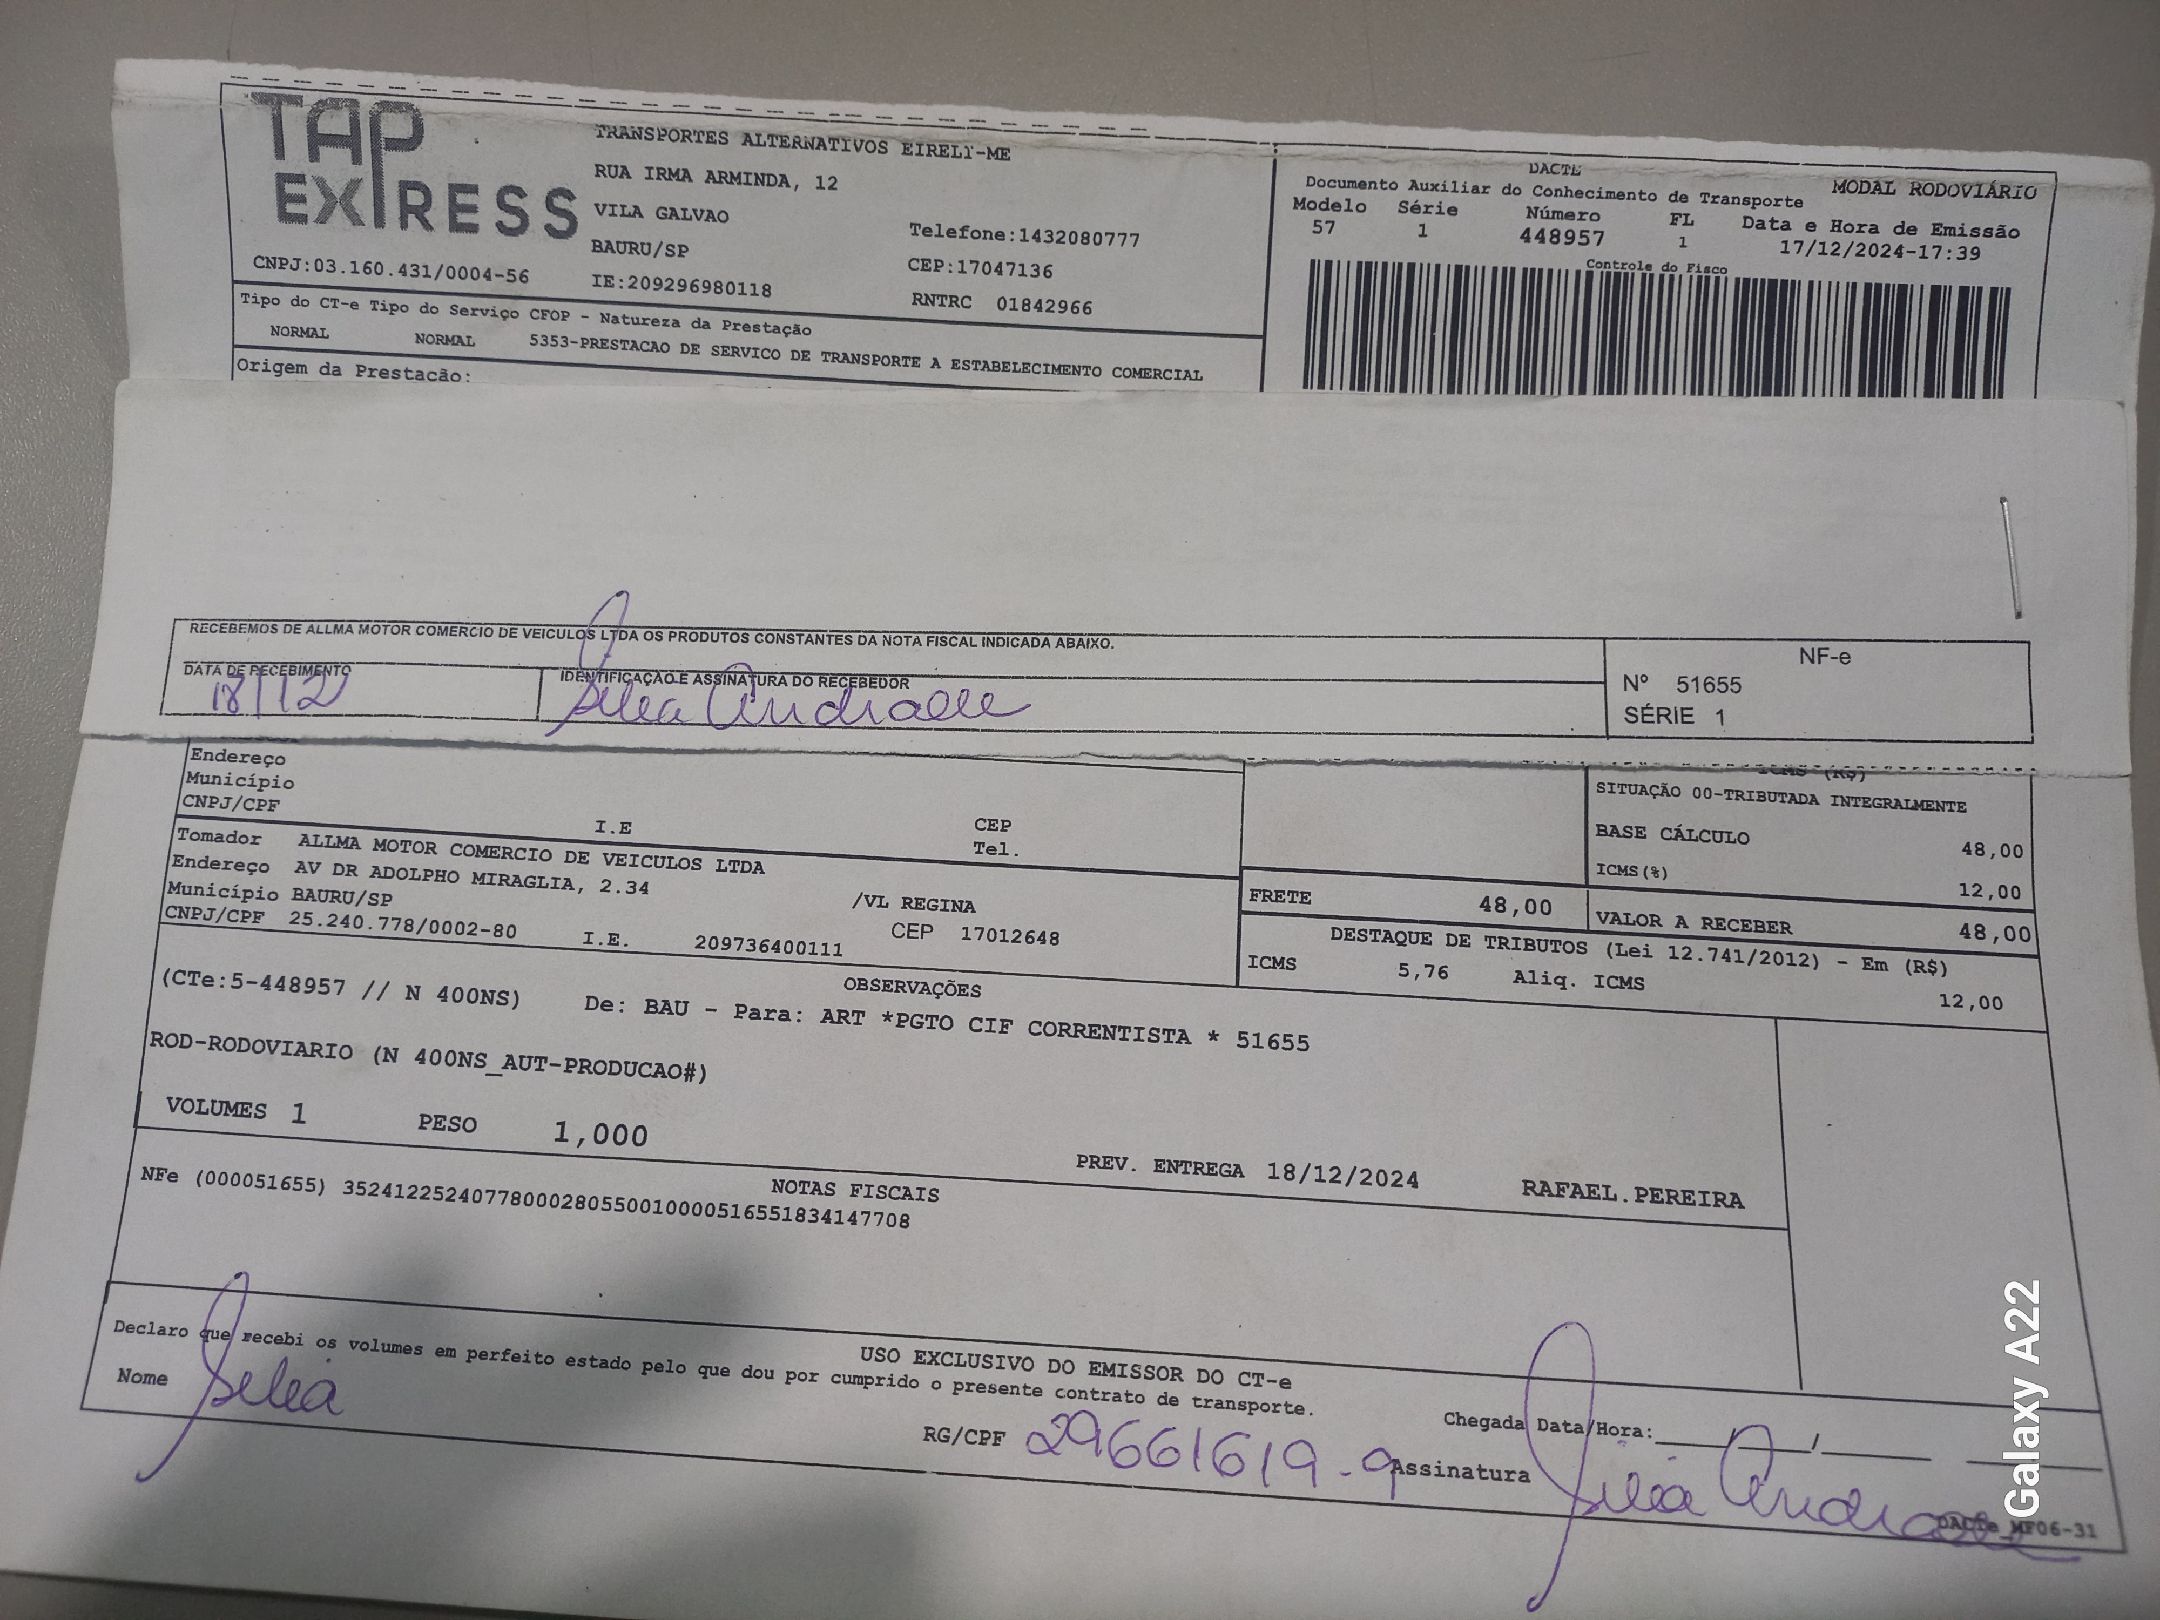 TAP
EXPRESS
TRANSPORTES ALTERNATIVOS EIRELI-ME
RUA IRMA ARMINDA, 12
VILA GALVAO
BAURU/SP
Telefone:1432080777
CEP:17047136
CNPJ:03.160.431/0004-56
IE:209296980118
RNTRC 01842966
DACTE
MODAL RODOVIÁRIO
Documento Auxiliar do Conhecimento de Transporte
Modelo Série Número FL Data e Hora de Emissão
57 1 448957 1 17/12/2024-17:39
Controle do Fisco
Tipo do CT-e Tipo do Serviço CFOP - Natureza da Prestação
NORMAL NORMAL 5353-PRESTACAO DE SERVICO DE TRANSPORTE A ESTABELECIMENTO COMERCIAL
Origem da Prestacão:
RECEBEMOS DE ALLMA MOTOR COMERCIO DE VEICULOS LTDA OS PRODUTOS CONSTANTES DA NOTA FISCAL INDICADA ABAIXO.
NF-e
Nº 51655
SÉRIE 1
DATA DE RECEBIMENTO
18/12
IDENTIFICAÇÃO E ASSINATURA DO RECEBEDOR
Andrade
Endereço
Município
CNPJ/CPF
I.E
CEP
Tel.
ICMS (R$)
SITUAÇÃO 00-TRIBUTADA INTEGRALMENTE
BASE CÁLCULO 48,00
ICMS(%) 12,00
Tomador ALLMA MOTOR COMERCIO DE VEICULOS LTDA
Endereço AV DR ADOLPHO MIRAGLIA, 2.34 /VL REGINA
Município BAURU/SP CEP 17012648
CNPJ/CPF 25.240.778/0002-80 I.E. 209736400111
FRETE 48,00 VALOR A RECEBER 48,00
DESTAQUE DE TRIBUTOS (Lei 12.741/2012) - Em (R$)
ICMS 5,76 Aliq. ICMS 12,00
OBSERVAÇÕES
(CTe:5-448957 // N 400NS) De: BAU - Para: ART *PGTO CIF CORRENTISTA * 51655
ROD-RODOVIARIO (N 400NS_AUT-PRODUCAO#)
VOLUMES 1 PESO 1,000
PREV. ENTREGA 18/12/2024 RAFAEL.PEREIRA
NOTAS FISCAIS
NFe (000051655) 35241225240778000280550010000516551834147708
USO EXCLUSIVO DO EMISSOR DO CT-e
Declaro que recebi os volumes em perfeito estado pelo que dou por cumprido o presente contrato de transporte.
Nome
RG/CPF 29661619-9
Chegada Data/Hora:___/___/___ ___
Assinatura Andrade
DACTe_MF06-31
Galaxy A22